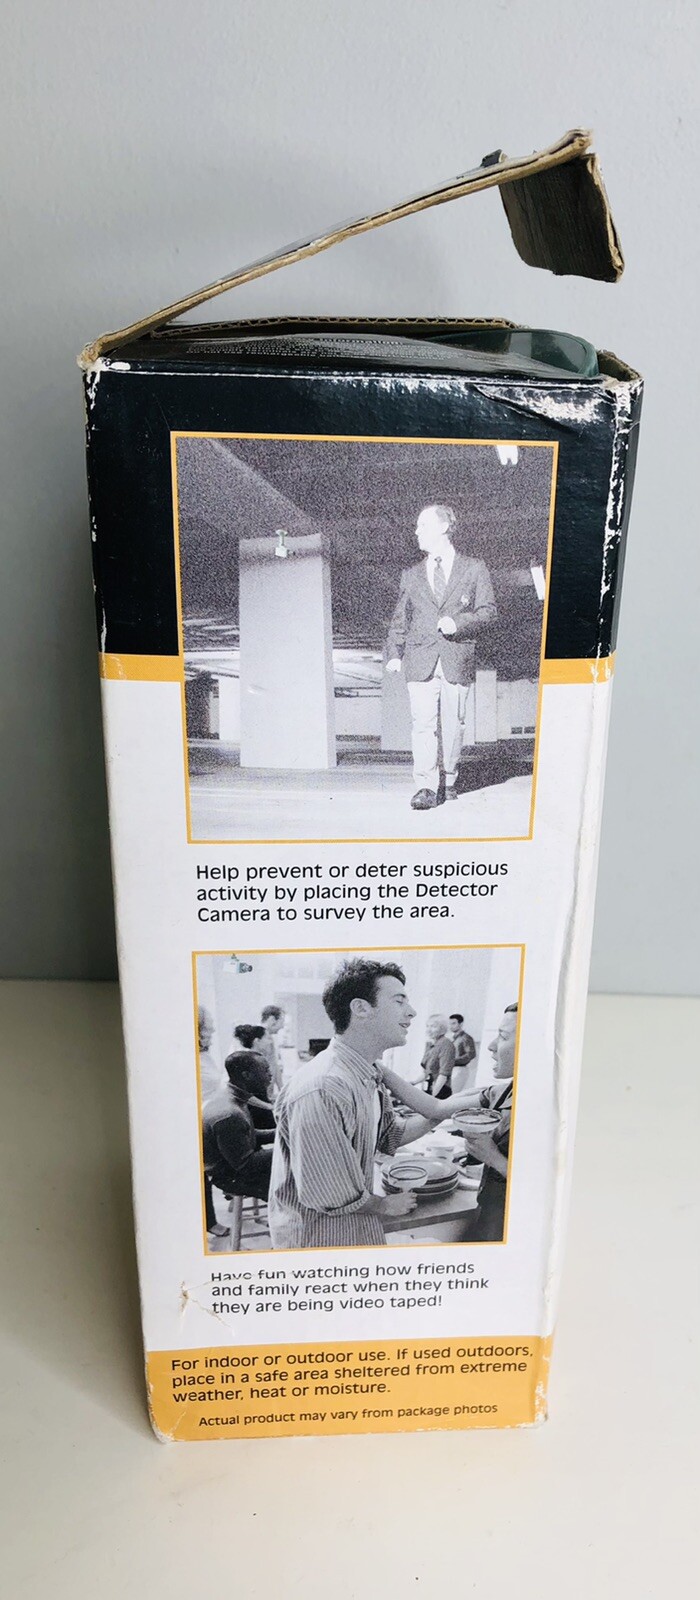 Help prevent or deter suspicious
activity by placing the Detector
Camera to survey the area.
Have fun watching how friends
and family react when they think
they are being video taped!
For indoor or outdoor use. If used outdoors,
place in a safe area sheltered from extreme
weather, heat or moisture.
Actual product may vary from package photos